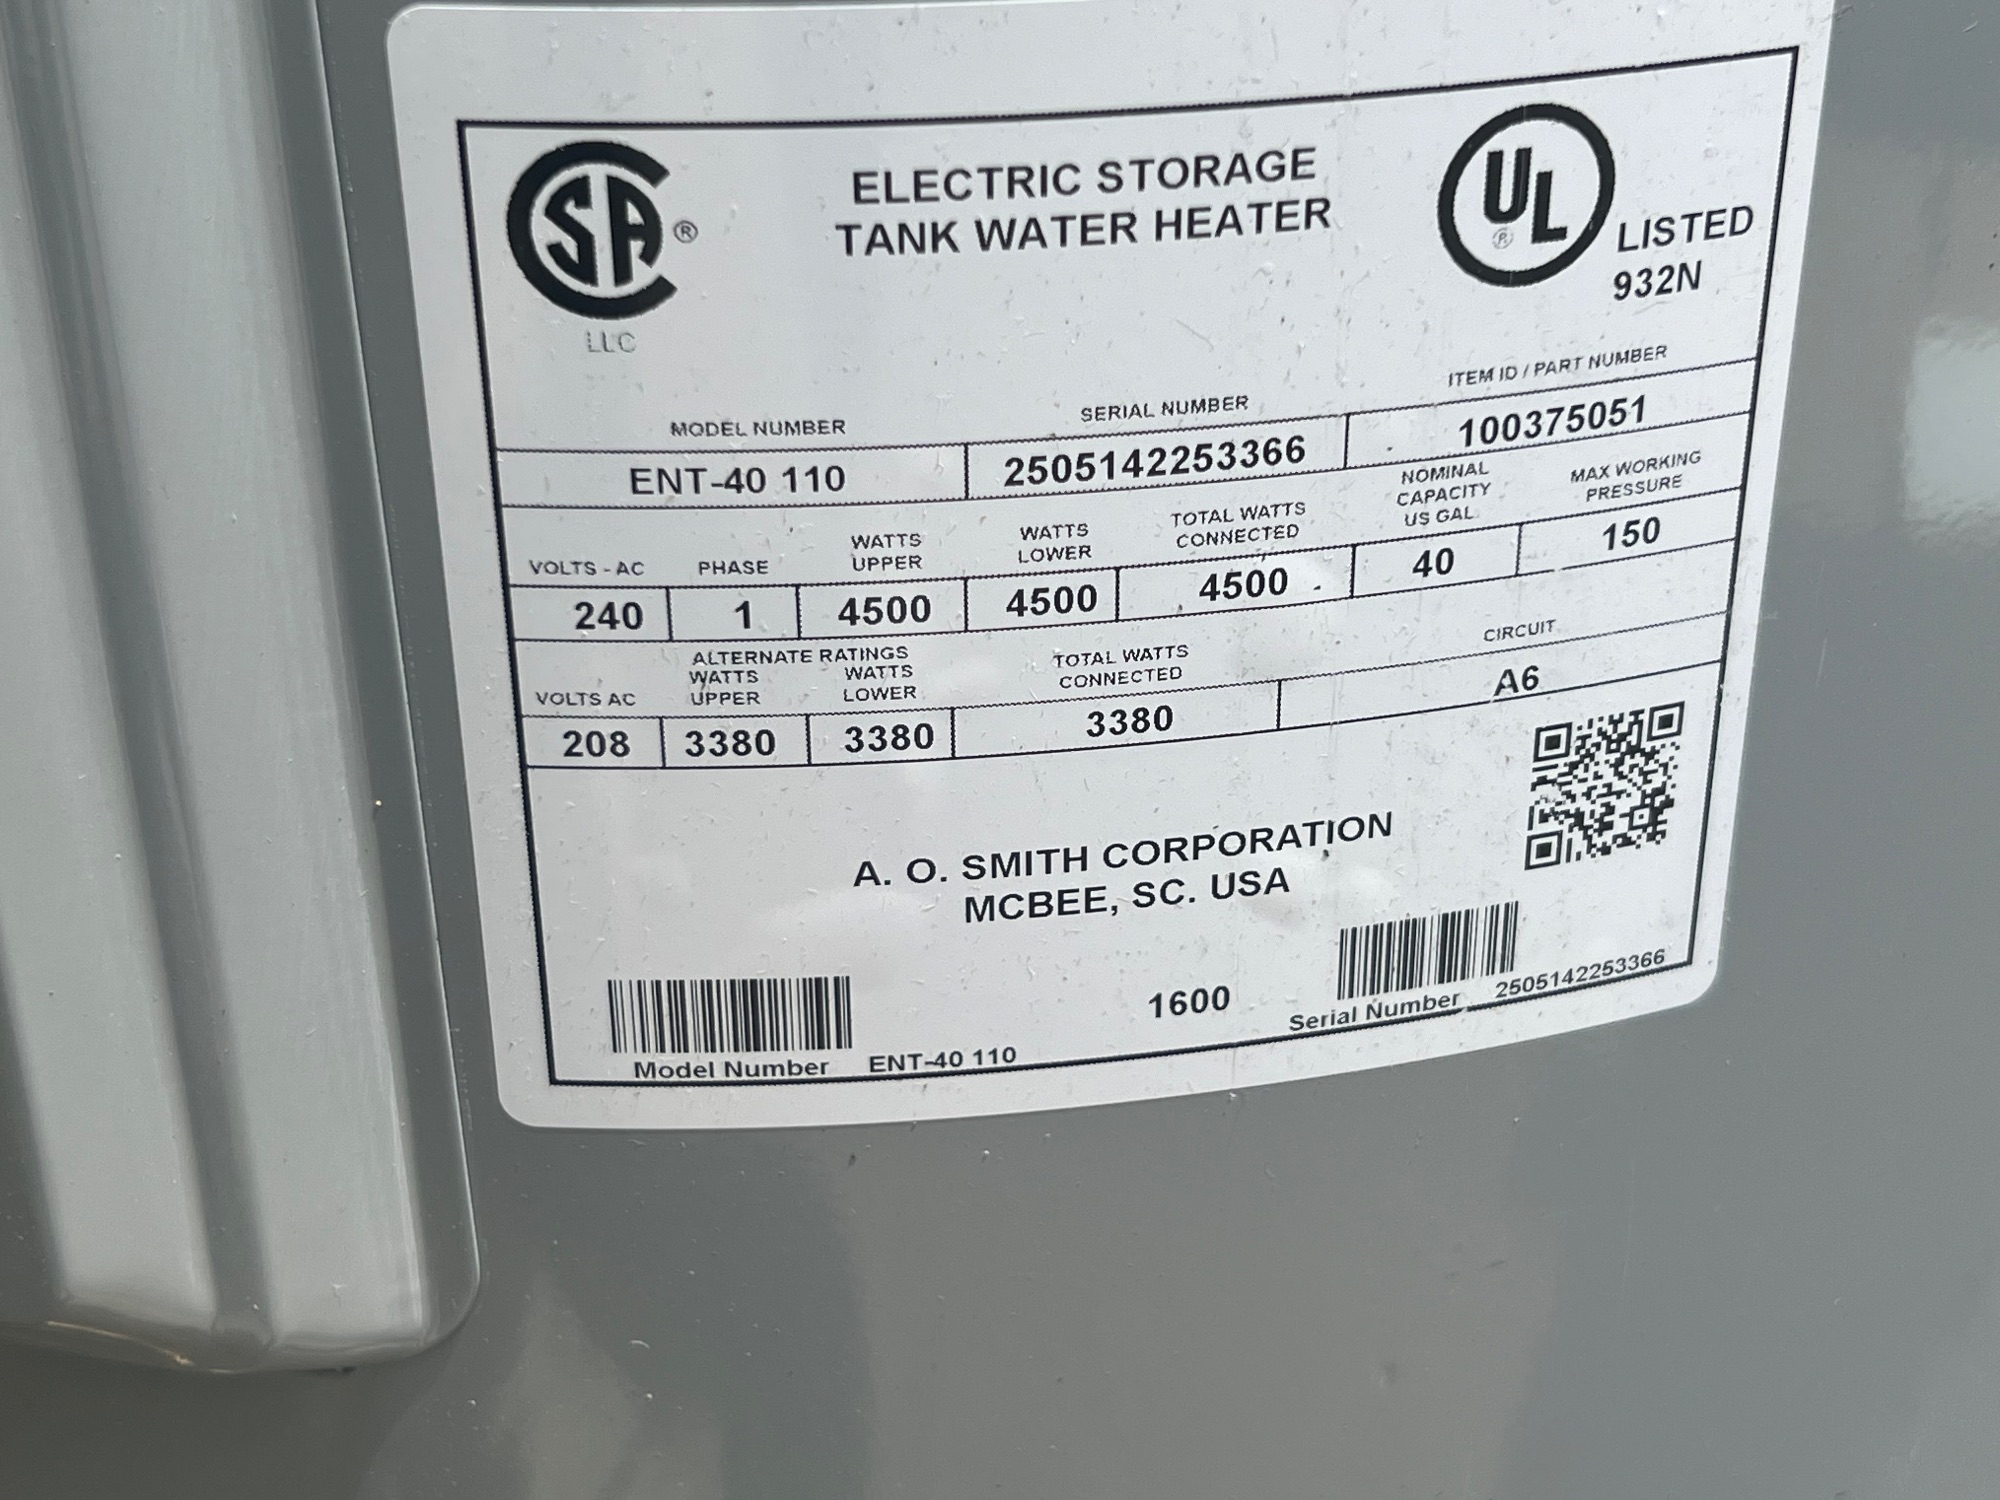 SA ®
LLC
ELECTRIC STORAGE
TANK WATER HEATER
UL ®
LISTED
932N
MODEL NUMBER SERIAL NUMBER ITEM ID / PART NUMBER
ENT-40 110 2505142253366 100375051
VOLTS - AC PHASE WATTS UPPER WATTS LOWER TOTAL WATTS CONNECTED NOMINAL CAPACITY US GAL MAX WORKING PRESSURE
240 1 4500 4500 4500 40 150
ALTERNATE RATINGS
VOLTS AC WATTS UPPER WATTS LOWER TOTAL WATTS CONNECTED CIRCUIT
208 3380 3380 3380 A6
A. O. SMITH CORPORATION
MCBEE, SC. USA
1600
Model Number ENT-40 110
Serial Number 2505142253366